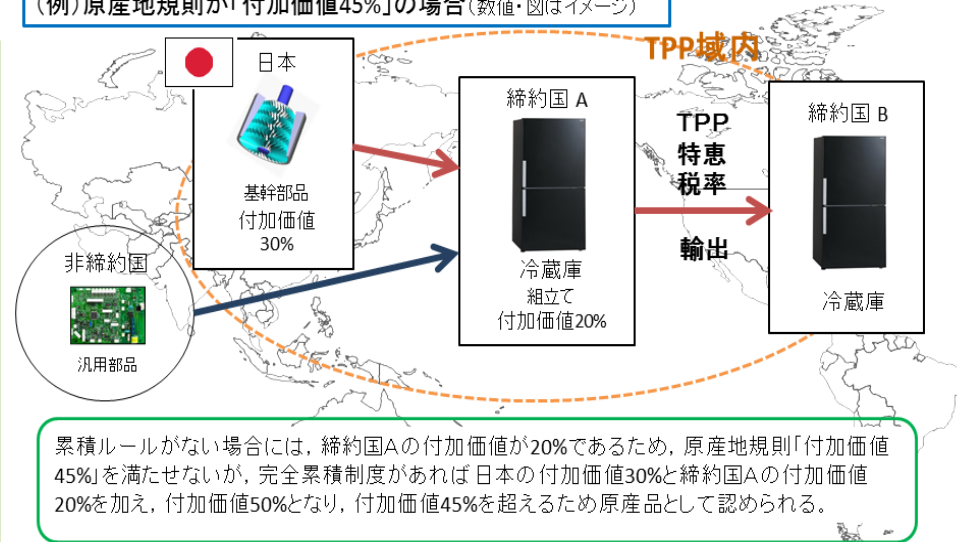 (例)原産地規則が「付加価値45%」の場合(数値・図はイメージ)
TPP域内
日本
基幹部品
付加価値
30%
非締約国
汎用部品
締約国 A
冷蔵庫
組立て
付加価値20%
TPP
特恵
税率
輸出
締約国 B
冷蔵庫
累積ルールがない場合には，締約国Aの付加価値が20%であるため，原産地規則「付加価値
45%」を満たせないが，完全累積制度があれば日本の付加価値30%と締約国Aの付加価値
20%を加え，付加価値50%となり，付加価値45%を超えるため原産品として認められる。